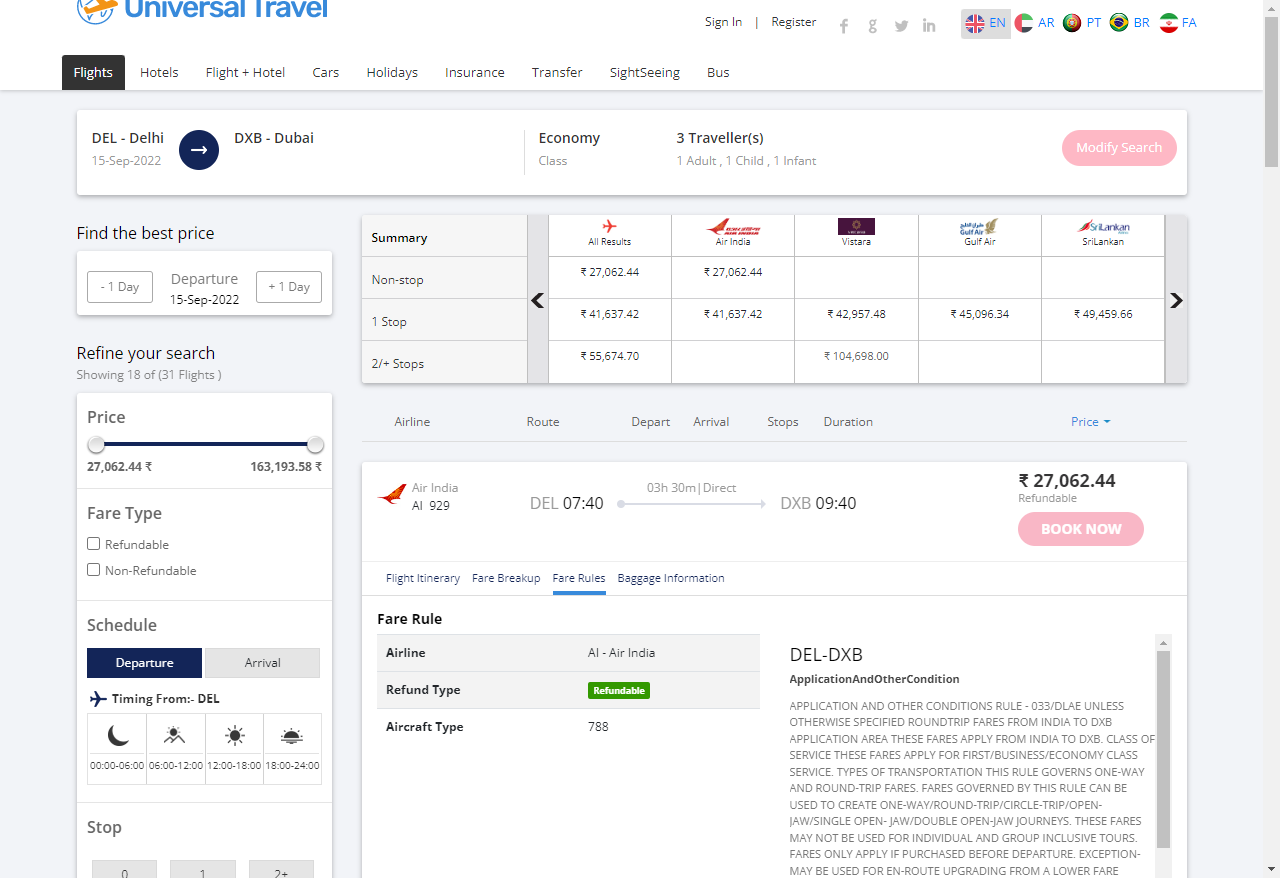 Universal Travel
Sign In | Register
EN AR PT BR FA
Flights Hotels Flight + Hotel Cars Holidays Insurance Transfer SightSeeing Bus
DEL - Delhi
15-Sep-2022
DXB - Dubai
Economy
Class
3 Traveller(s)
1 Adult , 1 Child , 1 Infant
Modify Search
Find the best price
- 1 Day
Departure
15-Sep-2022
+ 1 Day
Refine your search
Showing 18 of (31 Flights )
Price
27,062.44 ₹ 163,193.58 ₹
Fare Type
Refundable
Non-Refundable
Schedule
Departure Arrival
Timing From:- DEL
00:00-06:00 06:00-12:00 12:00-18:00 18:00-24:00
Stop
0 1 2+
Summary All Results Air India Vistara Gulf Air SriLankan
Non-stop ₹ 27,062.44 ₹ 27,062.44
1 Stop ₹ 41,637.42 ₹ 41,637.42 ₹ 42,957.48 ₹ 45,096.34 ₹ 49,459.66
2/+ Stops ₹ 55,674.70 ₹ 104,698.00
Airline Route Depart Arrival Stops Duration Price
Air India
AI 929
DEL 07:40
03h 30m|Direct
DXB 09:40
₹ 27,062.44
Refundable
BOOK NOW
Flight Itinerary Fare Breakup Fare Rules Baggage Information
Fare Rule
Airline AI - Air India
Refund Type Refundable
Aircraft Type 788
DEL-DXB
ApplicationAndOtherCondition
APPLICATION AND OTHER CONDITIONS RULE - 033/DLAE UNLESS
OTHERWISE SPECIFIED ROUNDTRIP FARES FROM INDIA TO DXB
APPLICATION AREA THESE FARES APPLY FROM INDIA TO DXB. CLASS OF
SERVICE THESE FARES APPLY FOR FIRST/BUSINESS/ECONOMY CLASS
SERVICE. TYPES OF TRANSPORTATION THIS RULE GOVERNS ONE-WAY
AND ROUND-TRIP FARES. FARES GOVERNED BY THIS RULE CAN BE
USED TO CREATE ONE-WAY/ROUND-TRIP/CIRCLE-TRIP/OPEN-
JAW/SINGLE OPEN- JAW/DOUBLE OPEN-JAW JOURNEYS. THESE FARES
MAY NOT BE USED FOR INDIVIDUAL AND GROUP INCLUSIVE TOURS.
FARES ONLY APPLY IF PURCHASED BEFORE DEPARTURE. EXCEPTION-
MAY BE USED FOR EN-ROUTE UPGRADING FROM A LOWER FARE